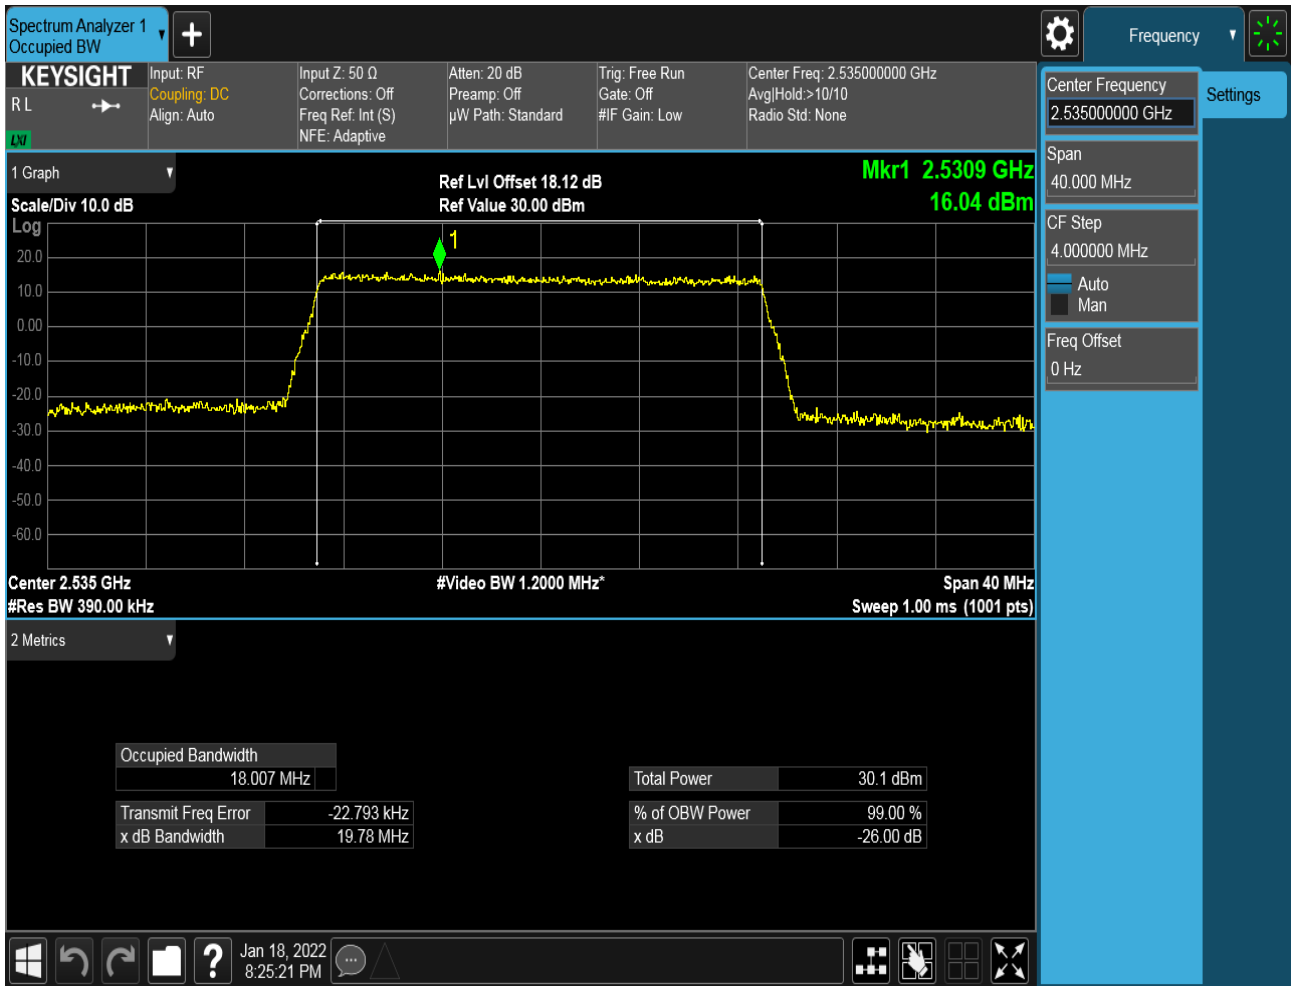 Spectrum Analyzer 1
Occupied BW
Frequency
KEYSIGHT
R L
LXI
Input: RF
Coupling: DC
Align: Auto
Input Z: 50 Ω
Corrections: Off
Freq Ref: Int (S)
NFE: Adaptive
Atten: 20 dB
Preamp: Off
µW Path: Standard
Trig: Free Run
Gate: Off
#IF Gain: Low
Center Freq: 2.535000000 GHz
Avg|Hold:>10/10
Radio Std: None
Center Frequency
2.535000000 GHz
Settings
Span
40.000 MHz
CF Step
4.000000 MHz
Auto
Man
Freq Offset
0 Hz
1 Graph
Scale/Div 10.0 dB
Ref Lvl Offset 18.12 dB
Ref Value 30.00 dBm
Mkr1 2.5309 GHz
16.04 dBm
Log
1
20.0
10.0
0.00
-10.0
-20.0
-30.0
-40.0
-50.0
-60.0
Center 2.535 GHz
#Video BW 1.2000 MHz*
Span 40 MHz
#Res BW 390.00 kHz
Sweep 1.00 ms (1001 pts)
2 Metrics
Occupied Bandwidth
18.007 MHz
Total Power 30.1 dBm
Transmit Freq Error -22.793 kHz
% of OBW Power 99.00 %
x dB Bandwidth 19.78 MHz
x dB -26.00 dB
?
Jan 18, 2022
8:25:21 PM